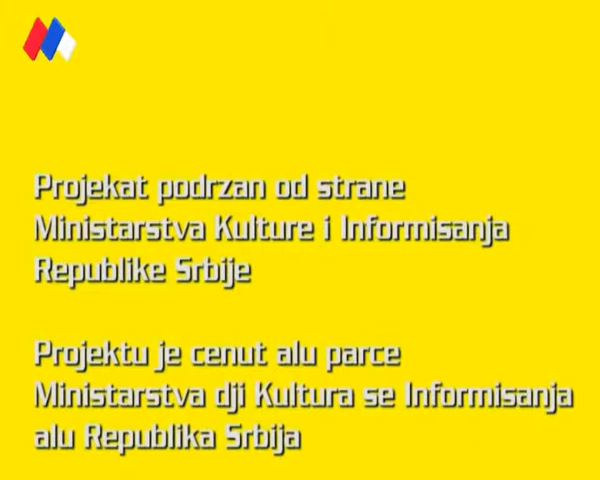 Projekat podrzan od strane
Ministarstva Kulture i Informisanja
Republike Srbije
Projektu je cenut alu parce
Ministarstva dji Kultura se Informisanja
alu Republika Srbija